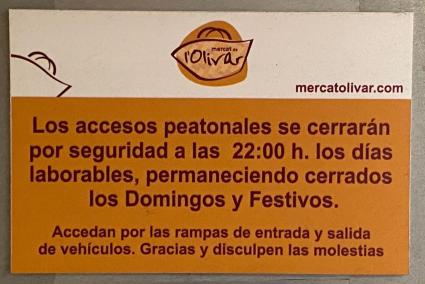 mercat de
l'Olivar
mercatolivar.com
Los accesos peatonales se cerrarán
por seguridad a las 22:00 h. los días
laborables, permaneciendo cerrados
los Domingos y Festivos.
Accedan por las rampas de entrada y salida
de vehículos. Gracias y disculpen las molestias